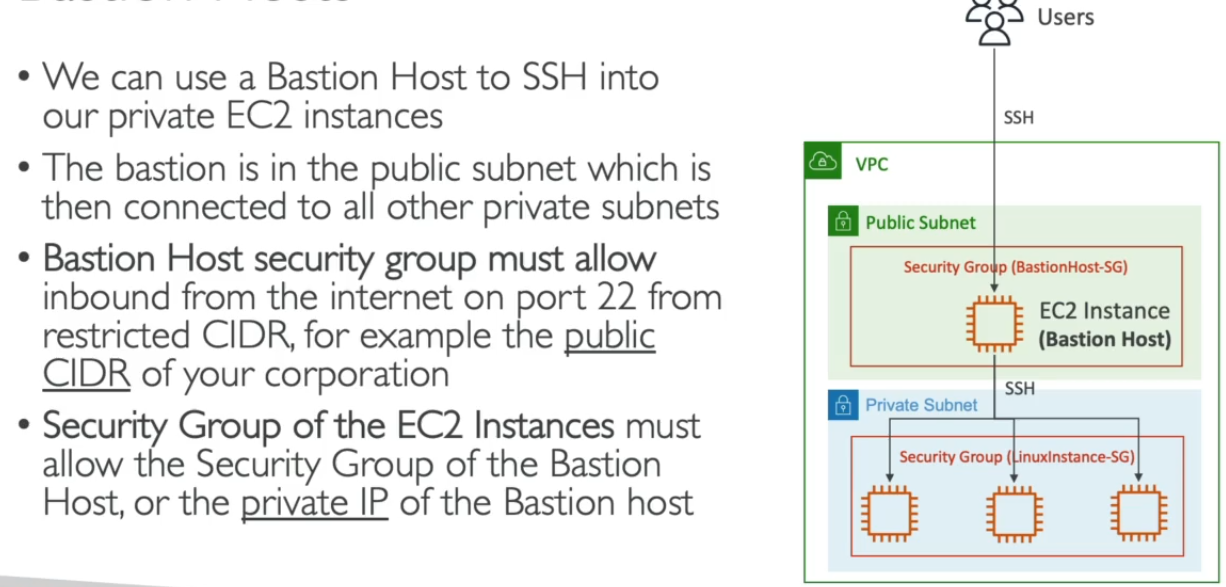 • We can use a Bastion Host to SSH into
our private EC2 instances
• The bastion is in the public subnet which is
then connected to all other private subnets
• Bastion Host security group must allow
inbound from the internet on port 22 from
restricted CIDR, for example the public
CIDR of your corporation
• Security Group of the EC2 Instances must
allow the Security Group of the Bastion
Host, or the private IP of the Bastion host
Users
SSH
VPC
Public Subnet
Security Group (BastionHost-SG)
EC2 Instance
(Bastion Host)
SSH
Private Subnet
Security Group (LinuxInstance-SG)